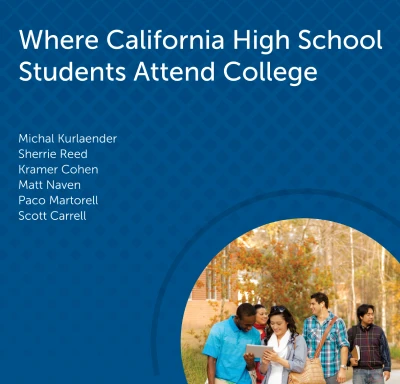 Where California High School
Students Attend College
Michal Kurlaender
Sherrie Reed
Kramer Cohen
Matt Naven
Paco Martorell
Scott Carrell